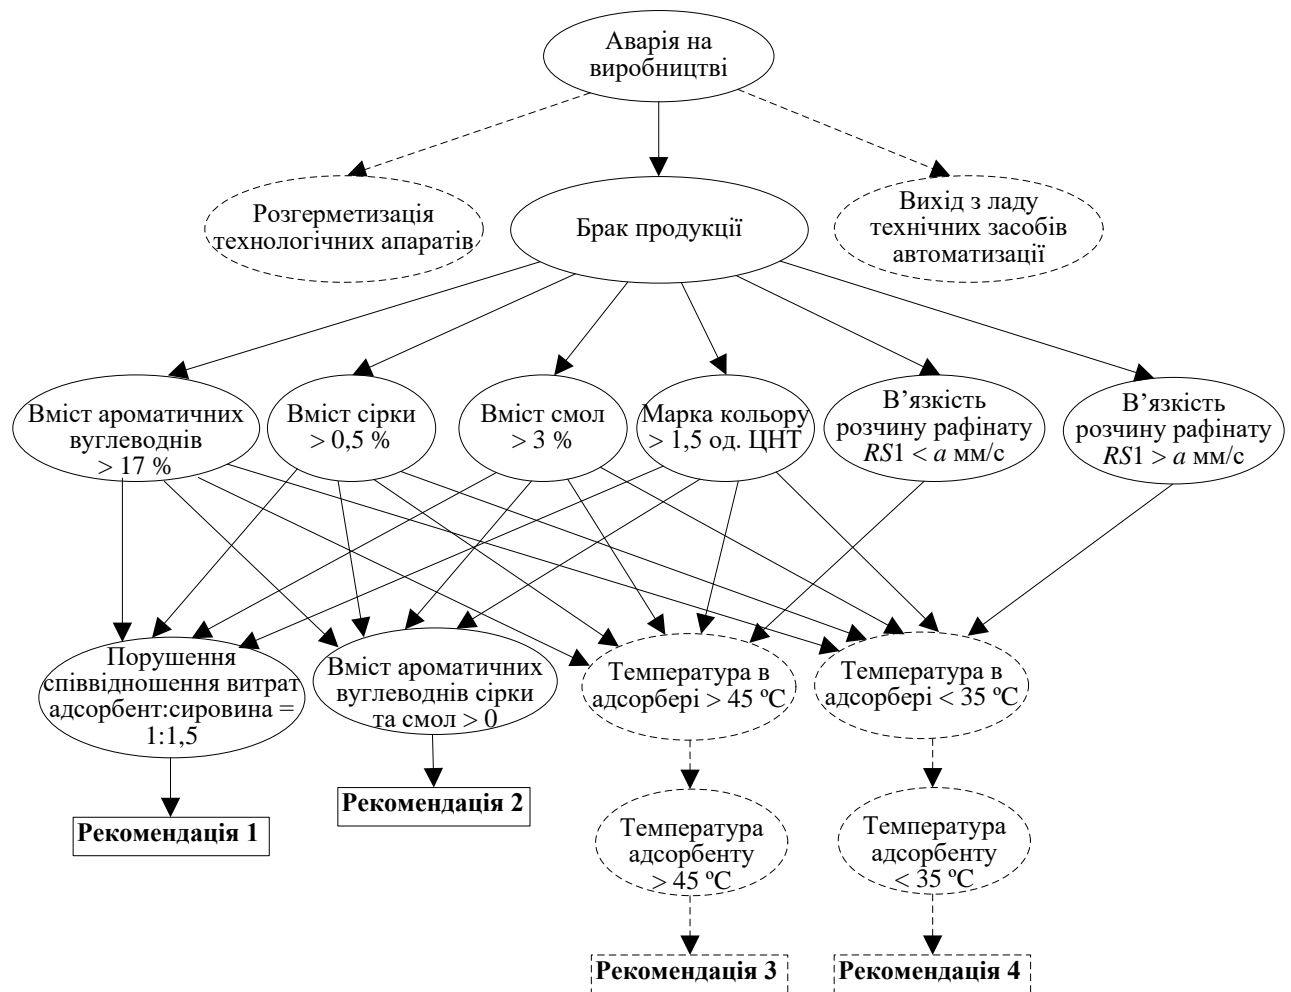 Аварія на
виробництві
Розгерметизація
технологічних апаратів
Брак продукції
Вихід з ладу
технічних засобів
автоматизації
Вміст ароматичних
вуглеводнів
> 17 %
Вміст сірки
> 0,5 %
Вміст смол
> 3 %
Марка кольору
> 1,5 од. ЦНТ
В’язкість
розчину рафінату
RS1 < a мм/с
В’язкість
розчину рафінату
RS1 > a мм/с
Порушення
співвідношення витрат
адсорбент:сировина =
1:1,5
Вміст ароматичних
вуглеводнів сірки
та смол > 0
Температура в
адсорбері > 45 ºС
Температура в
адсорбері < 35 ºС
Рекомендація 1
Рекомендація 2
Температура
адсорбенту
> 45 ºС
Температура
адсорбенту
< 35 ºС
Рекомендація 3
Рекомендація 4